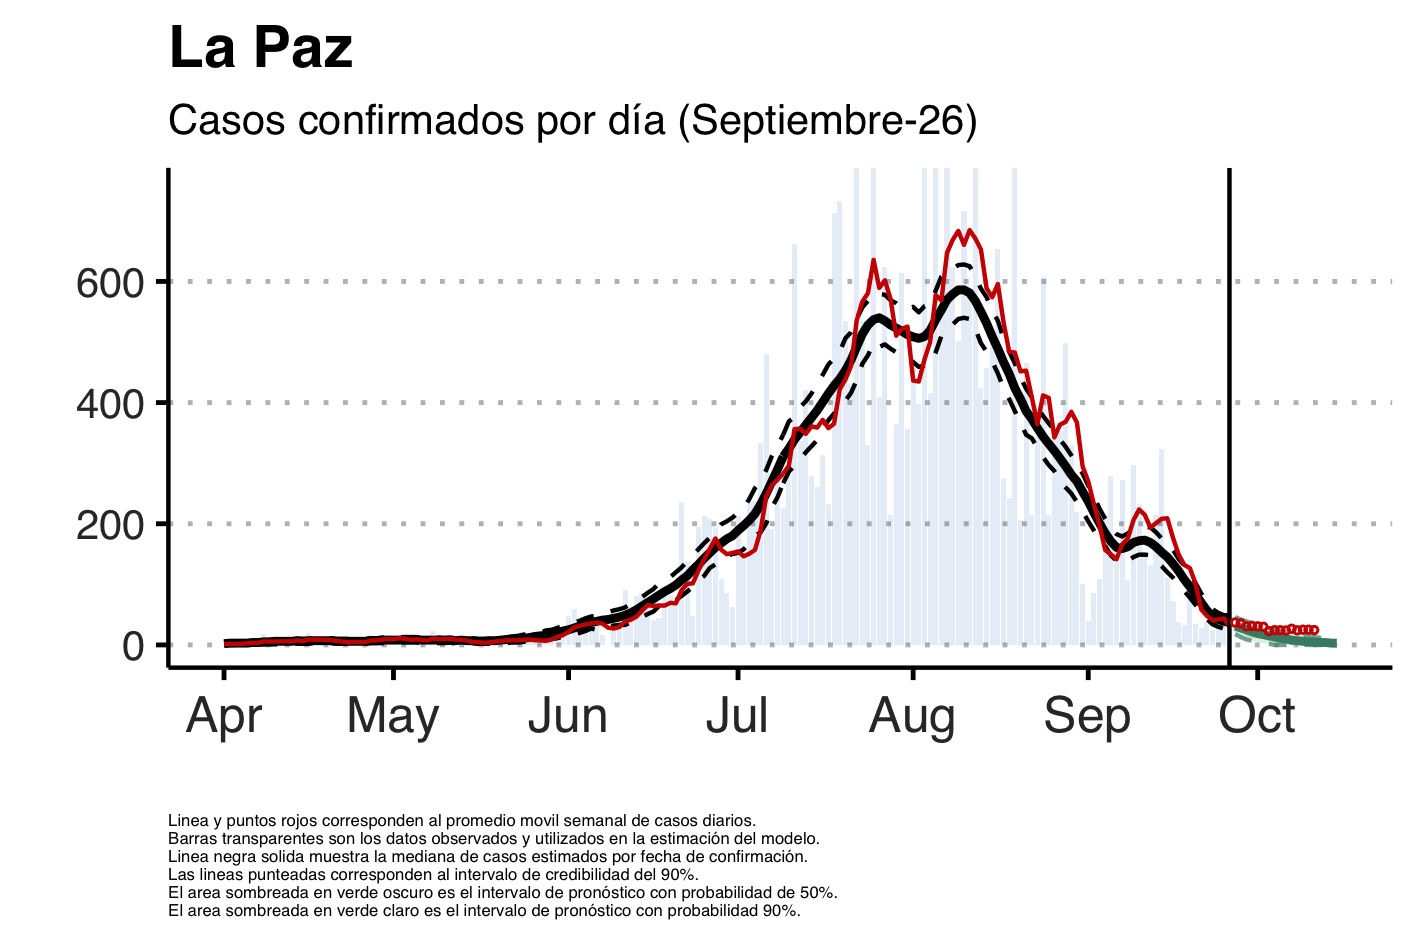 La Paz
Casos confirmados por día (Septiembre-26)
600
400
200
0
Apr May Jun Jul Aug Sep Oct
Linea y puntos rojos corresponden al promedio movil semanal de casos diarios.
Barras transparentes son los datos observados y utilizados en la estimación del modelo.
Linea negra solida muestra la mediana de casos estimados por fecha de confirmación.
Las lineas punteadas corresponden al intervalo de credibilidad del 90%.
El area sombreada en verde oscuro es el intervalo de pronóstico con probabilidad de 50%.
El area sombreada en verde claro es el intervalo de pronóstico con probabilidad 90%.